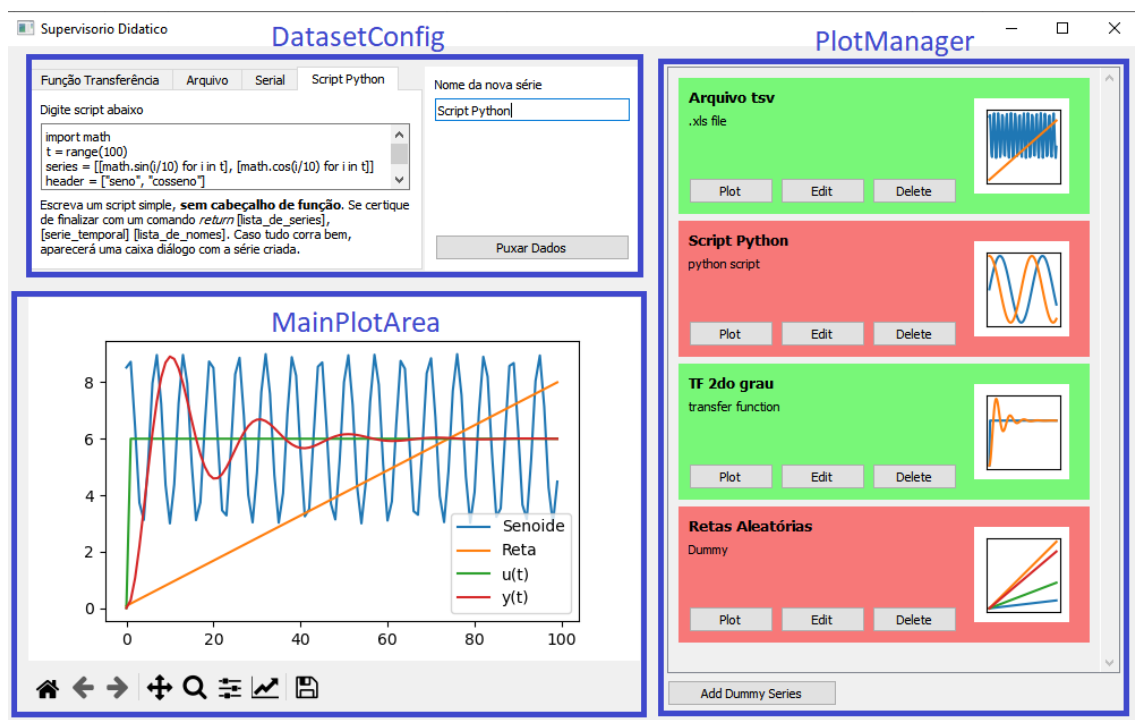 Supervisorio Didatico
DatasetConfig
PlotManager
Função Transferência
Arquivo
Serial
Script Python
Digite script abaixo
import math
t = range(100)
series = [[math.sin(i/10) for i in t], [math.cos(i/10) for i in t]]
header = ["seno", "cosseno"]
Escreva um script simple, sem cabeçalho de função. Se certique
de finalizar com um comando return [lista_de_series],
[serie_temporal] [lista_de_nomes]. Caso tudo corra bem,
aparecerá uma caixa diálogo com a série criada.
Nome da nova série
Script Python
Puxar Dados
MainPlotArea
8
6
4
2
0
0 20 40 60 80 100
Senoide
Reta
u(t)
y(t)
Arquivo tsv
.xls file
Plot Edit Delete
Script Python
python script
Plot Edit Delete
TF 2do grau
transfer function
Plot Edit Delete
Retas Aleatórias
Dummy
Plot Edit Delete
Add Dummy Series